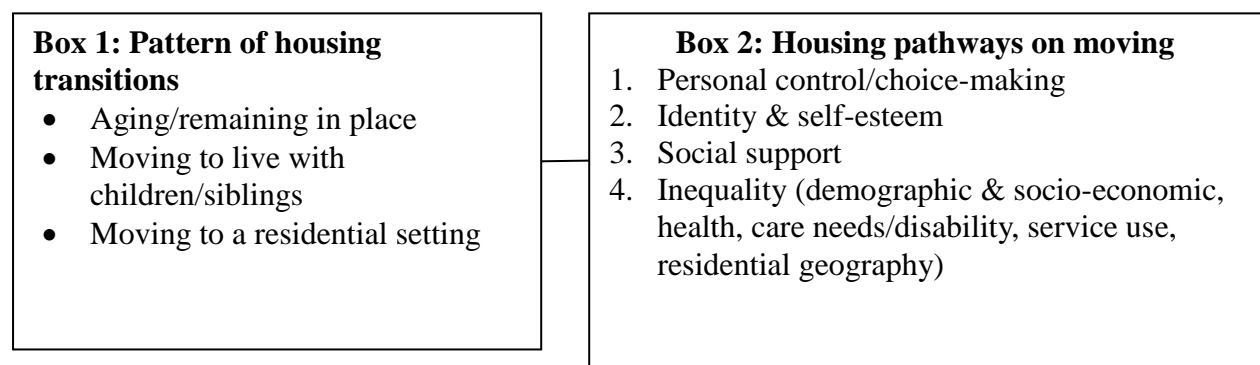 Box 1: Pattern of housing
transitions
• Aging/remaining in place
• Moving to live with
children/siblings
• Moving to a residential setting
Box 2: Housing pathways on moving
1. Personal control/choice-making
2. Identity & self-esteem
3. Social support
4. Inequality (demographic & socio-economic,
health, care needs/disability, service use,
residential geography)